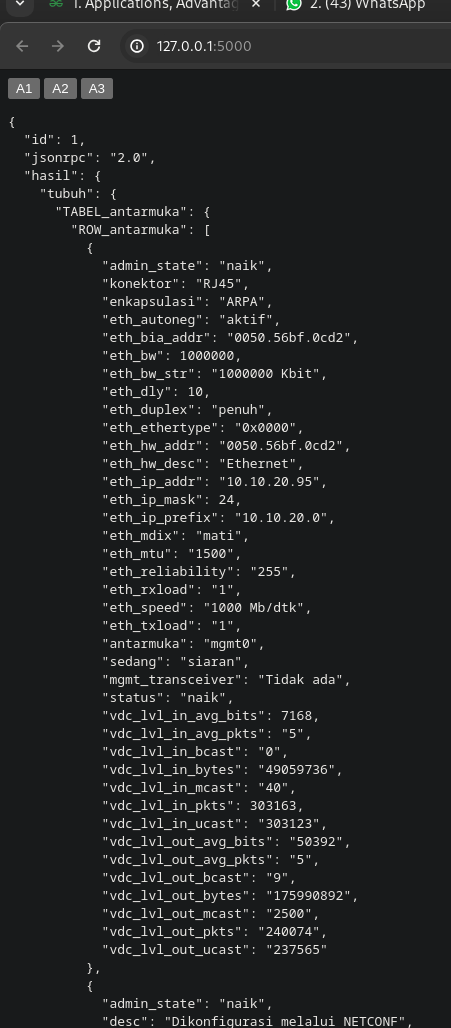 1. Applications, Advantag
2. (43) WhatsApp
127.0.0.1:5000
A1 A2 A3
{
"id": 1,
"jsonrpc": "2.0",
"hasil": {
"tubuh": {
"TABEL_antarmuka": {
"ROW_antarmuka": [
{
"admin_state": "naik",
"konektor": "RJ45",
"enkapsulasi": "ARPA",
"eth_autoneg": "aktif",
"eth_bia_addr": "0050.56bf.0cd2",
"eth_bw": 1000000,
"eth_bw_str": "1000000 Kbit",
"eth_dly": 10,
"eth_duplex": "penuh",
"eth_ethertype": "0x0000",
"eth_hw_addr": "0050.56bf.0cd2",
"eth_hw_desc": "Ethernet",
"eth_ip_addr": "10.10.20.95",
"eth_ip_mask": 24,
"eth_ip_prefix": "10.10.20.0",
"eth_mdix": "mati",
"eth_mtu": "1500",
"eth_reliability": "255",
"eth_rxload": "1",
"eth_speed": "1000 Mb/dtk",
"eth_txload": "1",
"antarmuka": "mgmt0",
"sedang": "siaran",
"mgmt_transceiver": "Tidak ada",
"status": "naik",
"vdc_lvl_in_avg_bits": 7168,
"vdc_lvl_in_avg_pkts": "5",
"vdc_lvl_in_bcast": "0",
"vdc_lvl_in_bytes": "49059736",
"vdc_lvl_in_mcast": "40",
"vdc_lvl_in_pkts": 303163,
"vdc_lvl_in_ucast": "303123",
"vdc_lvl_out_avg_bits": "50392",
"vdc_lvl_out_avg_pkts": "5",
"vdc_lvl_out_bcast": "9",
"vdc_lvl_out_bytes": "175990892",
"vdc_lvl_out_mcast": "2500",
"vdc_lvl_out_pkts": "240074",
"vdc_lvl_out_ucast": "237565"
},
{
"admin_state": "naik",
"desc": "Dikonfigurasi melalui NETCONF",